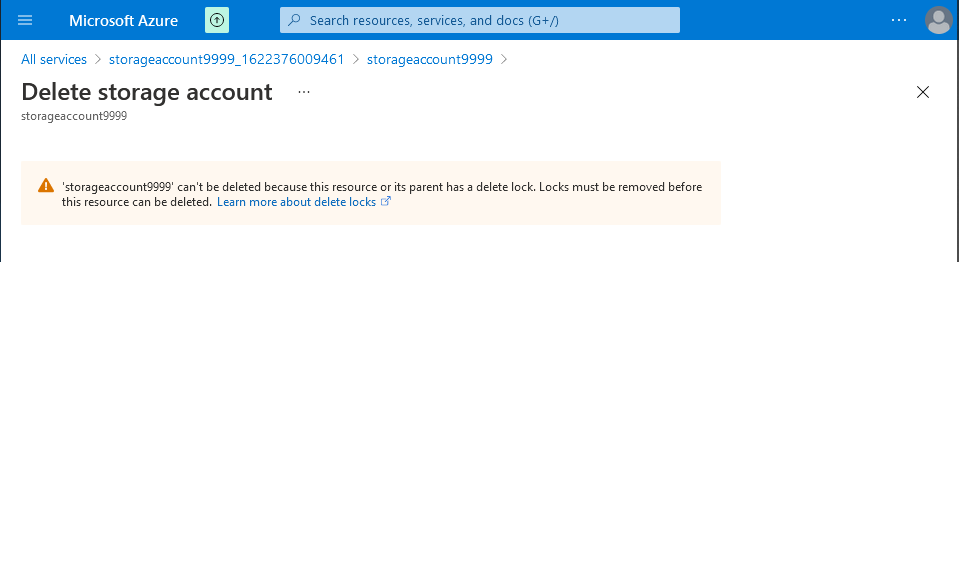 Microsoft Azure
Search resources, services, and docs (G+/)
...
All services > storageaccount9999_1622376009461 > storageaccount9999 >
Delete storage account ...
storageaccount9999
'storageaccount9999' can't be deleted because this resource or its parent has a delete lock. Locks must be removed before
this resource can be deleted. Learn more about delete locks